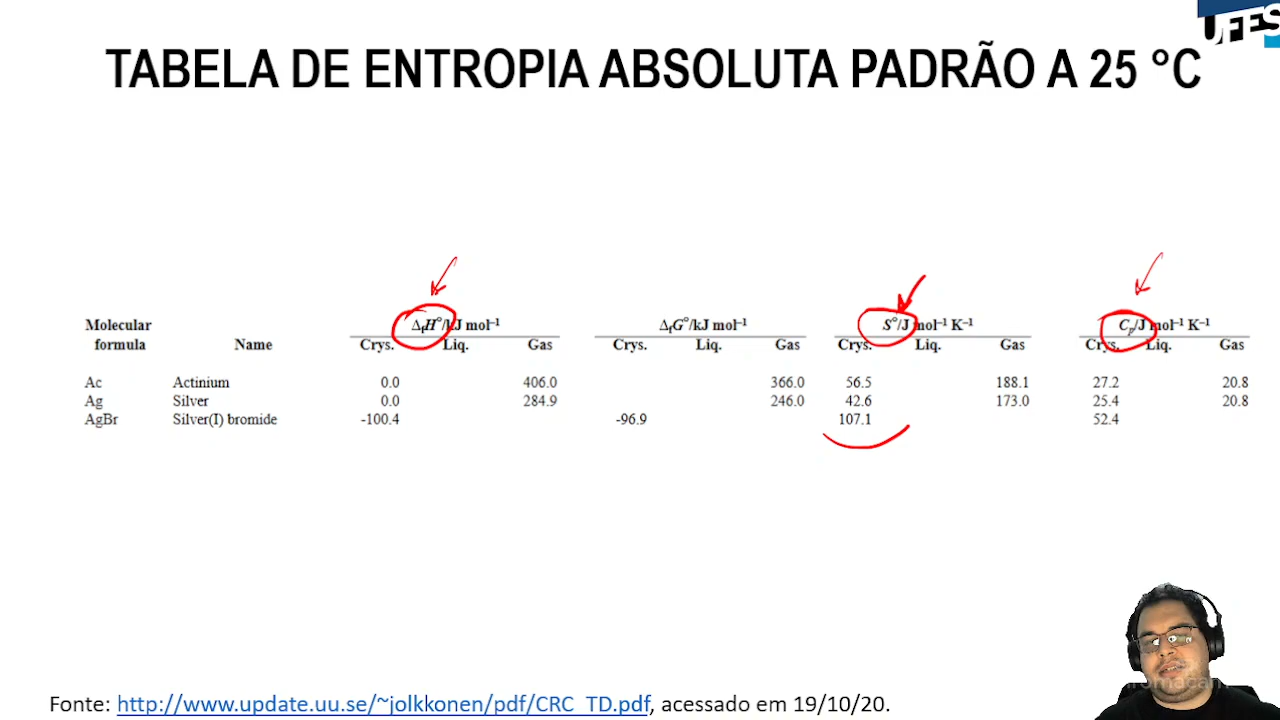 UFES
TABELA DE ENTROPIA ABSOLUTA PADRÃO A 25 °C
Molecular formula Name ΔfH°/kJ mol⁻¹ ΔfG°/kJ mol⁻¹ S°/J mol⁻¹ K⁻¹ Cp/J mol⁻¹ K⁻¹
Crys. Liq. Gas Crys. Liq. Gas Crys. Liq. Gas Crys. Liq. Gas
Ac Actinium 0.0 406.0 366.0 56.5 188.1 27.2 20.8
Ag Silver 0.0 284.9 246.0 42.6 173.0 25.4 20.8
AgBr Silver(I) bromide -100.4 -96.9 107.1 52.4
Fonte: http://www.update.uu.se/~jolkkonen/pdf/CRC_TD.pdf, acessado em 19/10/20.